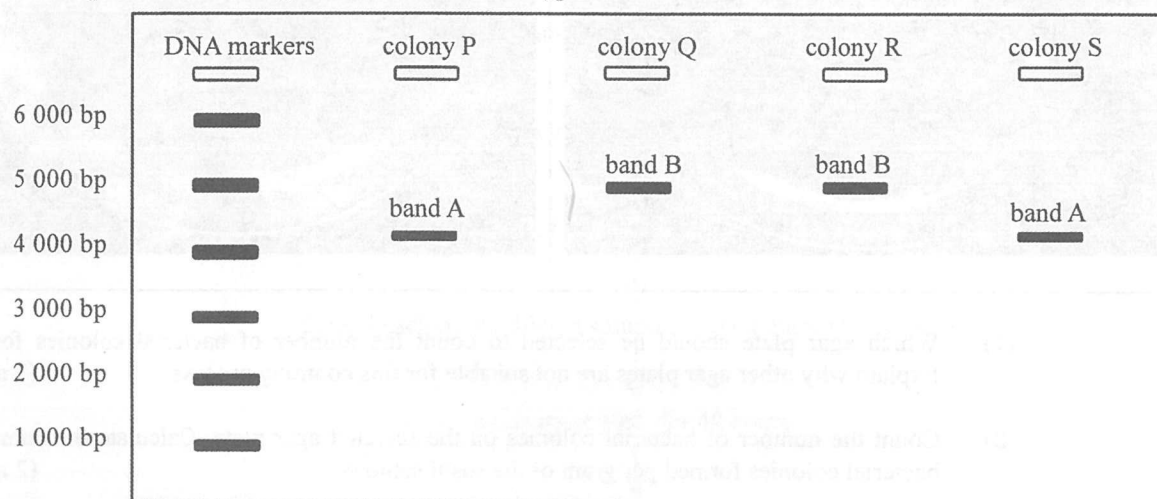 DNA markers colony P colony Q colony R colony S
6 000 bp
band B band B
5 000 bp
band A band A
4 000 bp
3 000 bp
2 000 bp
1 000 bp